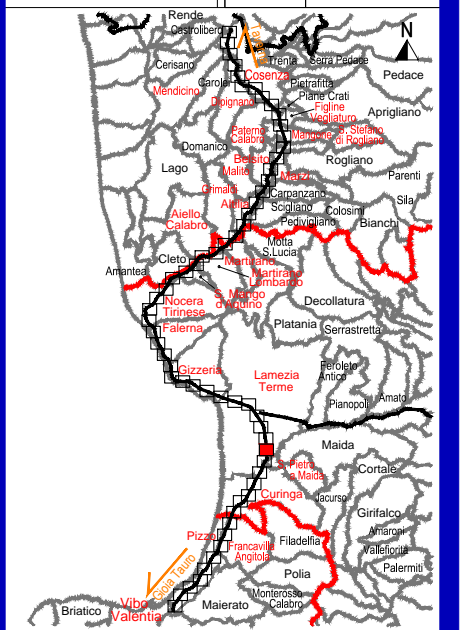 Rende
Castrolibero
Taverna
N
Cerisano
Trenta
Serra Pedace
Cosenza
Pedace
Carolei
Pietrafitta
Mendicino
Piane Crati
Dipignano
Figline
Vegliaturo
Aprigliano
Paterno
Calabro
Mangone
S. Stefano
di Rogliano
Domanico
Belsito
Rogliano
Lago
Malito
Marzi
Parenti
Grimaldi
Carpanzano
Sila
Altilia
Scigliano
Colosimi
Aiello
Calabro
Pedivigliano
Bianchi
Motta
S.Lucia
Cleto
Martirano
Amantea
Martirano
Lombardo
S. Mango
d'Aquino
Nocera
Tirinese
Decollatura
Falerna
Platania
Serrastretta
Gizzeria
Feroleto
Antico
Lamezia
Terme
Amato
Pianopoli
Maida
S. Pietro
a Maida
Cortale
Curinga
Jacurso
Girifalco
Pizzo
Amaroni
Francavilla
Angitola
Filadelfia
Vallefiorita
Gioia Tauro
Polia
Palermiti
Monterosso
Calabro
Vibo
Valentia
Briatico
Maierato